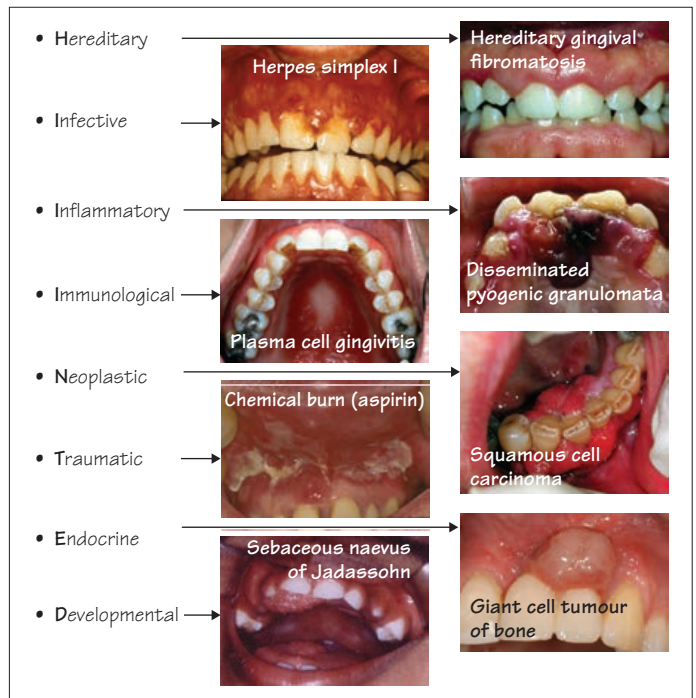 • Hereditary
Hereditary gingival
fibromatosis
Herpes simplex I
• Infective
• Inflammatory
Disseminated
pyogenic granulomata
• Immunological
Plasma cell gingivitis
• Neoplastic
Squamous cell
carcinoma
Chemical burn (aspirin)
• Traumatic
• Endocrine
Giant cell tumour
of bone
Sebaceous naevus
of Jadassohn
• Developmental